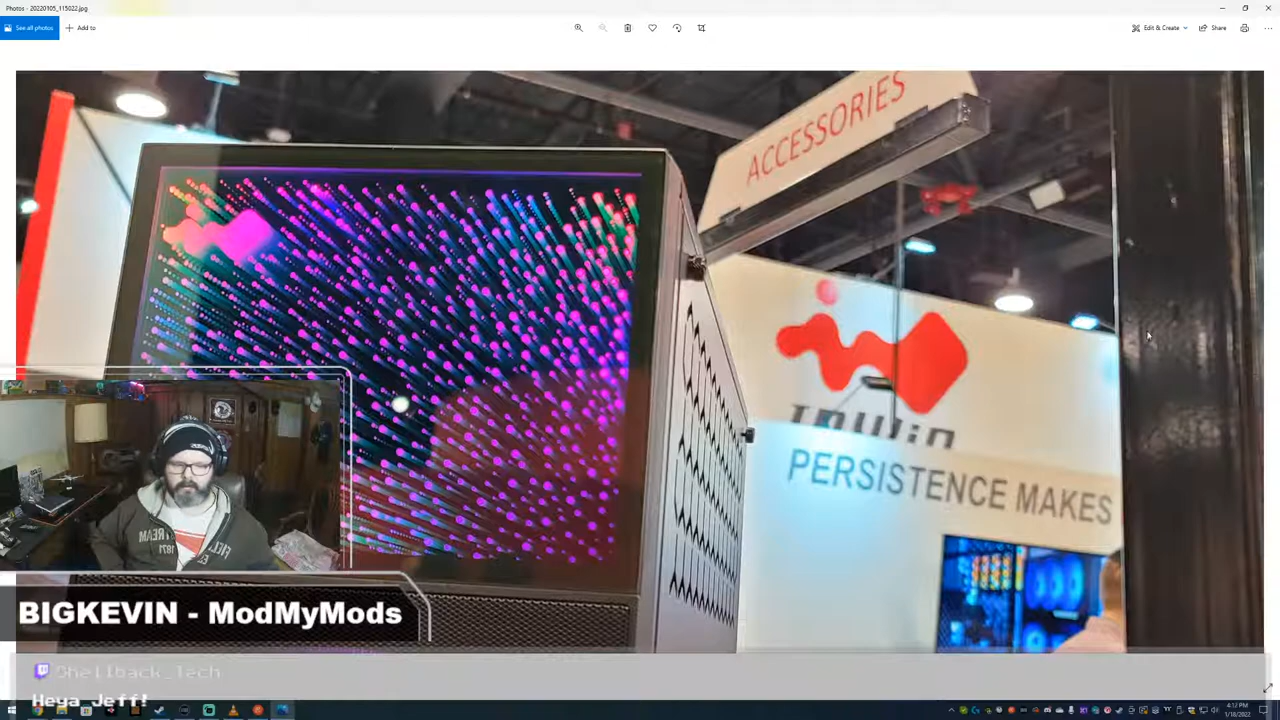 Photos - 20220105_115022.jpg
See all photos
Add to
Edit & Create
Share
ACCESSORIES
InWin
PERSISTENCE MAKES
BIGKEVIN - ModMyMods
Shellback_Tech
Heya Jeff!
4:12 PM
1/18/2022